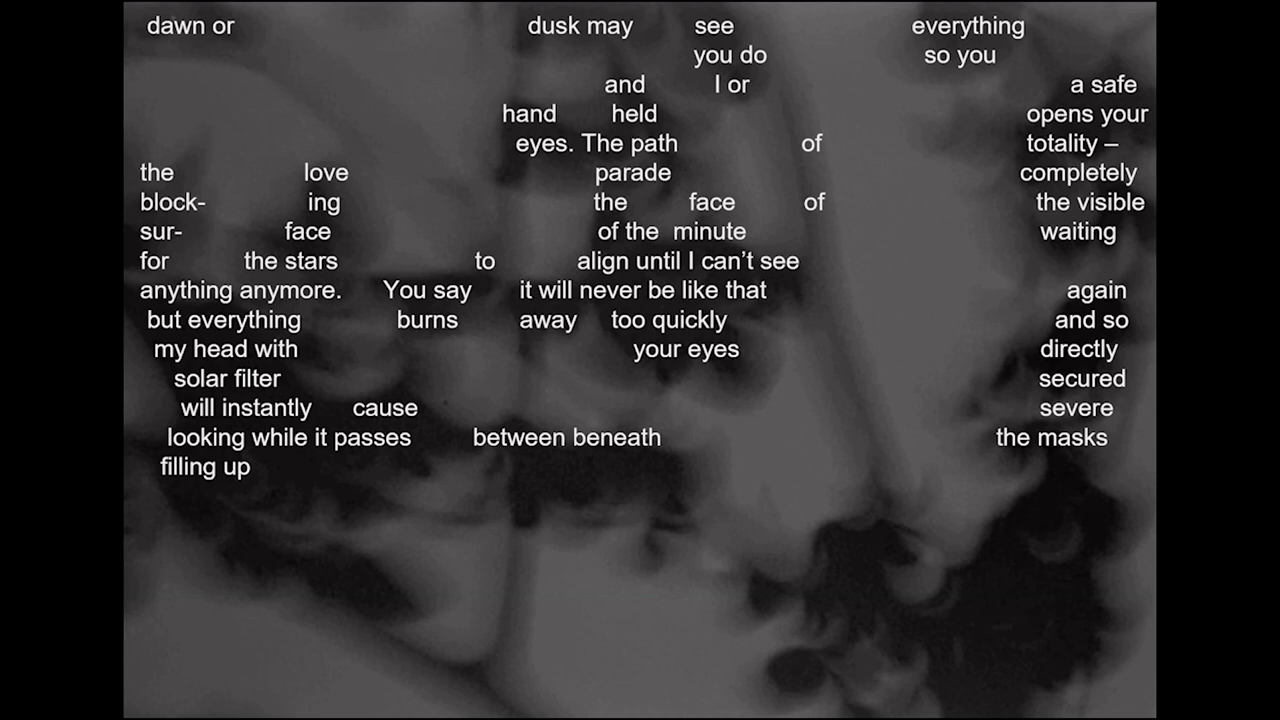 dawn or dusk may see everything
you do so you
and I or a safe
hand held opens your
eyes. The path of totality –
the love parade completely
block- ing the face of the visible
sur- face of the minute waiting
for the stars to align until I can’t see
anything anymore. You say it will never be like that again
but everything burns away too quickly and so
my head with your eyes directly
solar filter secured
will instantly cause severe
looking while it passes between beneath the masks
filling up